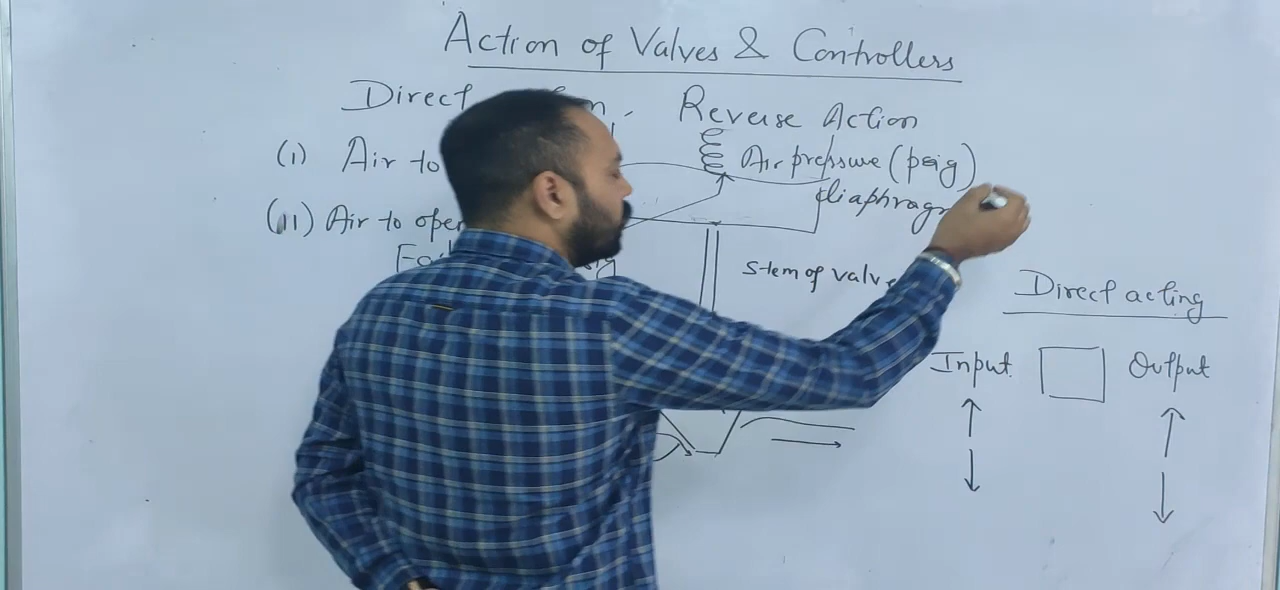 Action of Valves & Controllers
Direct
Reverse Action
(I) Air to
Air pressure (psig)
diaphragm
(II) Air to open
Stem of valve
Direct acting
Input
Output